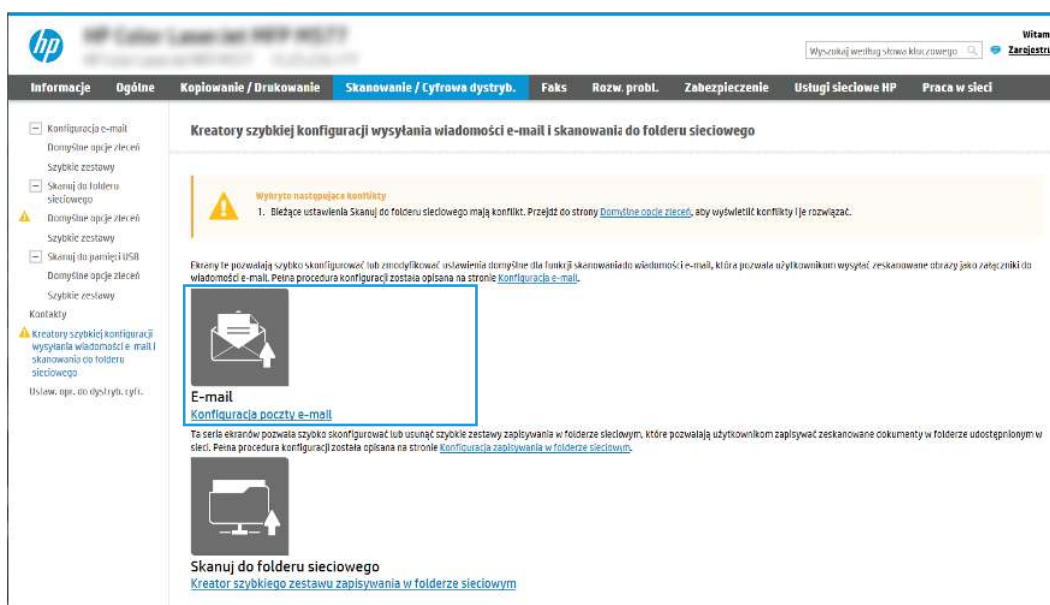 hp
HP Color LaserJet MFP M577
Witam
Wyszukaj według słowa kluczowego
Zarejestru
Informacje Ogólne Kopiowanie / Drukowanie Skanowanie / Cyfrowa dystryb. Faks Rozw. probl. Zabezpieczenie Usługi sieciowe HP Praca w sieci
Konfiguracja e-mail
Domyślne opcje zleceń
Szybkie zestawy
Skanuj do folderu
sieciowego
Domyślne opcje zleceń
Szybkie zestawy
Skanuj do pamięci USB
Domyślne opcje zleceń
Szybkie zestawy
Kontakty
Kreatory szybkiej konfiguracji
wysyłania wiadomości e-mail i
skanowania do folderu
sieciowego
Ustaw. opr. do dystryb. cyfr.
Kreatory szybkiej konfiguracji wysyłania wiadomości e-mail i skanowania do folderu sieciowego
Wykryto następujące konflikty
1. Bieżące ustawienia Skanuj do folderu sieciowego mają konflikt. Przejdź do strony Domyślne opcje zleceń, aby wyświetlić konflikty i je rozwiązać.
Ekrany te pozwalają szybko skonfigurować lub zmodyfikować ustawienia domyślne dla funkcji skanowaniado wiadomości e-mail, która pozwala użytkownikom wysyłać zeskanowane obrazy jako załączniki do
wiadomości e-mail. Pełna procedura konfiguracji została opisana na stronie Konfiguracja e-mail.
E-mail
Konfiguracja poczty e-mail
Ta seria ekranów pozwala szybko skonfigurować lub usunąć szybkie zestawy zapisywania w folderze sieciowym, które pozwalają użytkownikom zapisywać zeskanowane dokumenty w folderze udostępnionym w
sieci. Pełna procedura konfiguracji została opisana na stronie Konfiguracja zapisywania w folderze sieciowym.
Skanuj do folderu sieciowego
Kreator szybkiego zestawu zapisywania w folderze sieciowym